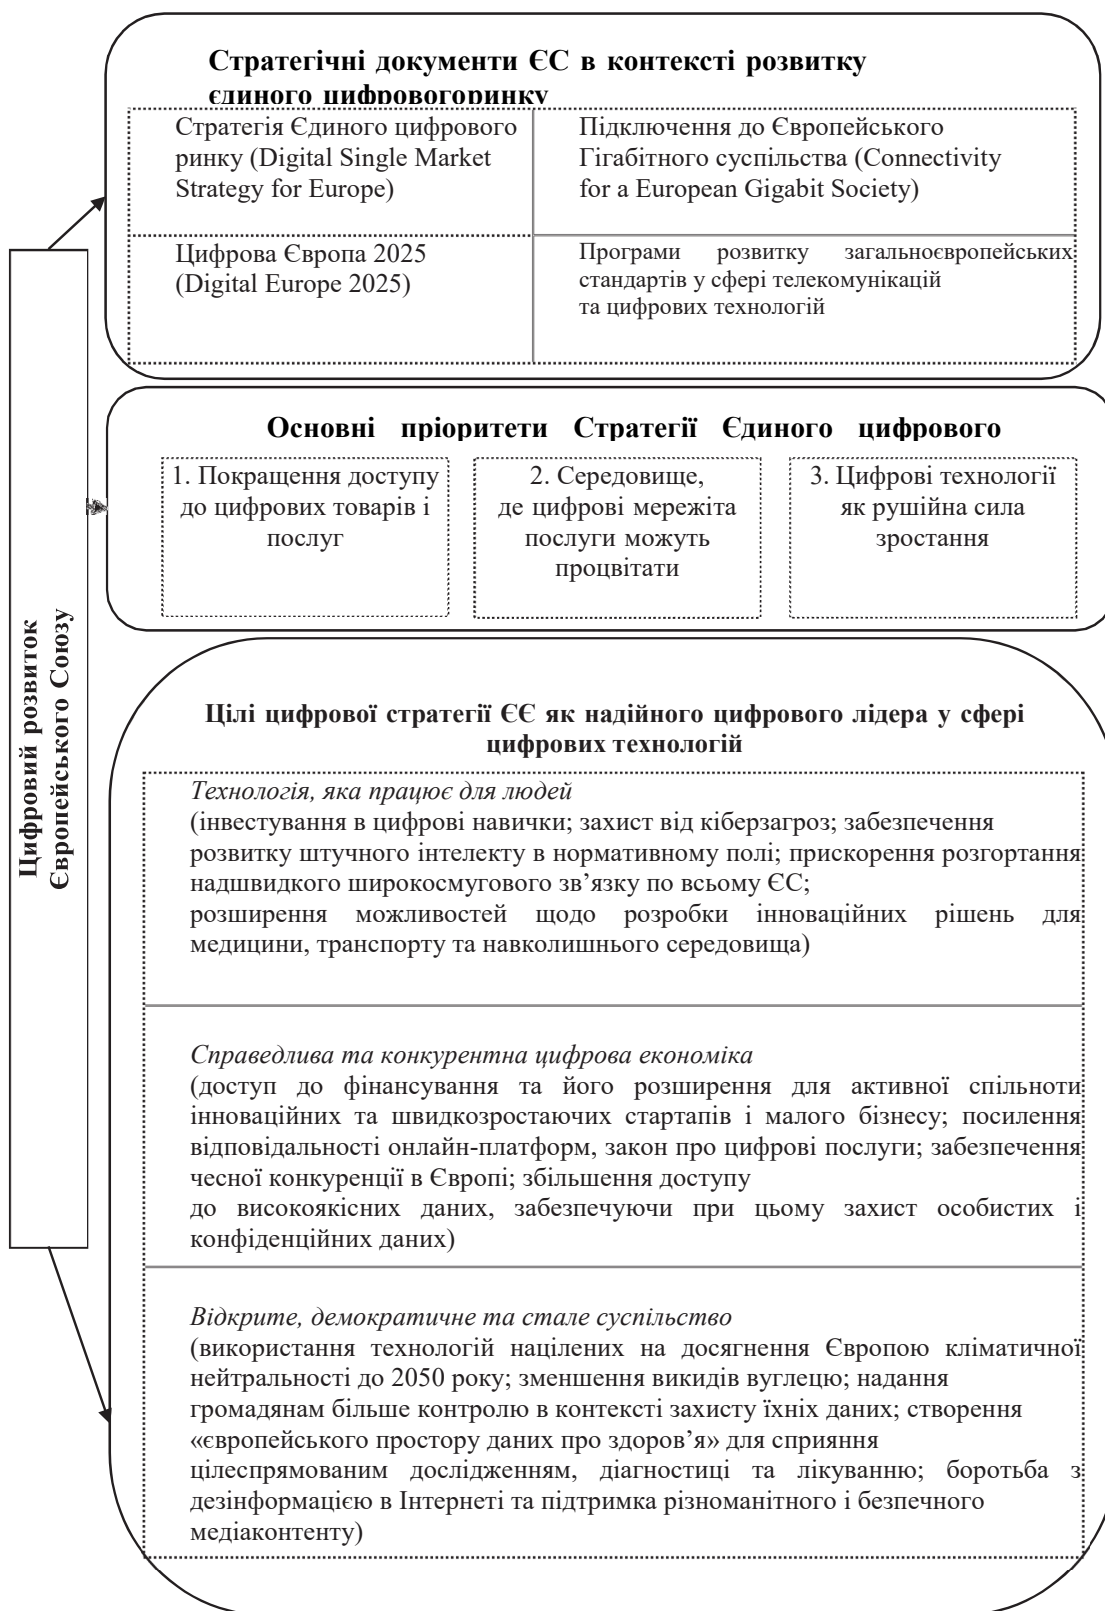 Стратегічні документи ЄС в контексті розвитку
єдиного цифровогоринку
Стратегія Єдиного цифрового
ринку (Digital Single Market
Strategy for Europe)
Підключення до Європейського
Гігабітного суспільства (Connectivity
for a European Gigabit Society)
Цифрова Європа 2025
(Digital Europe 2025)
Програми розвитку загальноєвропейських
стандартів у сфері телекомунікацій
та цифрових технологій
Основні пріоритети Стратегії Єдиного цифрового
1. Покращення доступу
до цифрових товарів і
послуг
2. Середовище,
де цифрові мережіта
послуги можуть
процвітати
3. Цифрові технології
як рушійна сила
зростання
Цифровий розвиток
Європейського Союзу
Цілі цифрової стратегії ЄЄ як надійного цифрового лідера у сфері
цифрових технологій
Технологія, яка працює для людей
(інвестування в цифрові навички; захист від кіберзагроз; забезпечення
розвитку штучного інтелекту в нормативному полі; прискорення розгортання
надшвидкого широкосмугового зв’язку по всьому ЄС;
розширення можливостей щодо розробки інноваційних рішень для
медицини, транспорту та навколишнього середовища)
Справедлива та конкурентна цифрова економіка
(доступ до фінансування та його розширення для активної спільноти
інноваційних та швидкозростаючих стартапів і малого бізнесу; посилення
відповідальності онлайн-платформ, закон про цифрові послуги; забезпечення
чесної конкуренції в Європі; збільшення доступу
до високоякісних даних, забезпечуючи при цьому захист особистих і
конфіденційних даних)
Відкрите, демократичне та стале суспільство
(використання технологій націлених на досягнення Європою кліматичної
нейтральності до 2050 року; зменшення викидів вуглецю; надання
громадянам більше контролю в контексті захисту їхніх даних; створення
«європейського простору даних про здоров’я» для сприяння
цілеспрямованим дослідженням, діагностиці та лікуванню; боротьба з
дезінформацією в Інтернеті та підтримка різноманітного і безпечного
медіаконтенту)